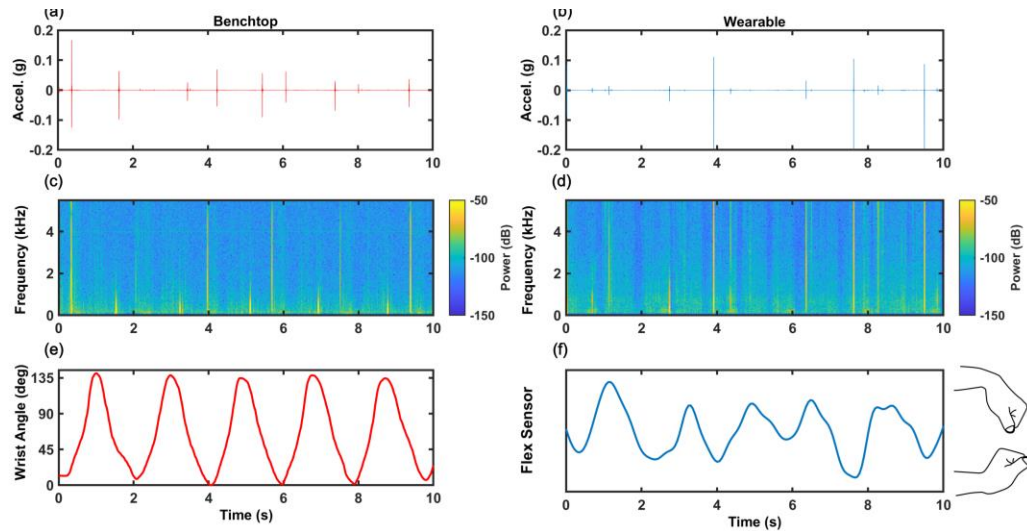 (a)
Benchtop
(b)
Wearable
Accel. (g)
0.2
0.1
0
-0.1
-0.2
0 2 4 6 8 10
Accel. (g)
0.2
0.1
0
-0.1
-0.2
0 2 4 6 8 10
(c)
Frequency (kHz)
4
2
0
0 2 4 6 8 10
-50
-100
-150
Power (dB)
(d)
Frequency (kHz)
4
2
0
0 2 4 6 8 10
-50
-100
-150
Power (dB)
(e)
Wrist Angle (deg)
135
90
45
0
0 2 4 6 8 10
Time (s)
(f)
Flex Sensor
0 2 4 6 8 10
Time (s)